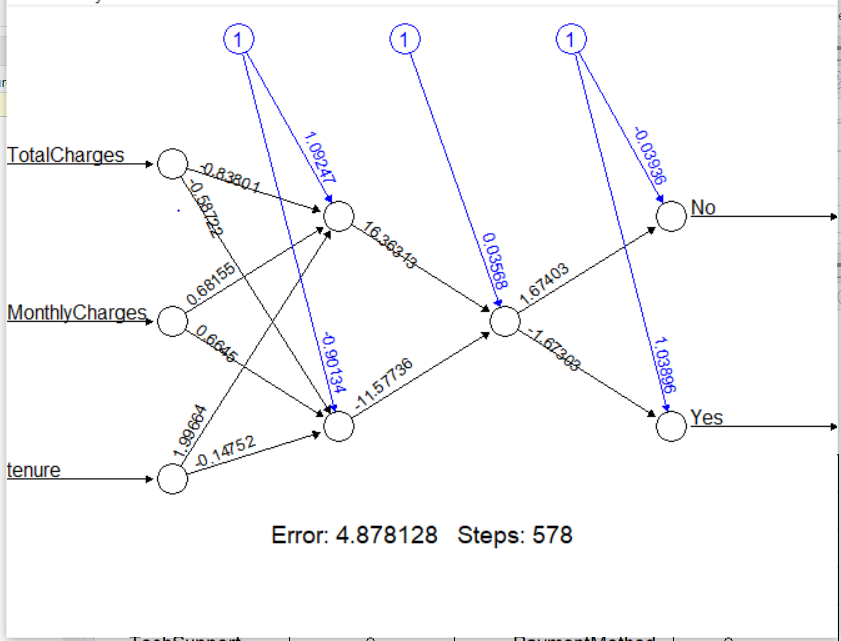 1 1 1
1.09247
-0.03936
TotalCharges
-0.83801
-0.58722
No
16.36313
0.03568
0.68155
1.67403
MonthlyCharges
0.6645
-1.67303
-0.90134
1.03896
-11.57736
1.99664
Yes
-0.14752
tenure
Error: 4.878128 Steps: 578